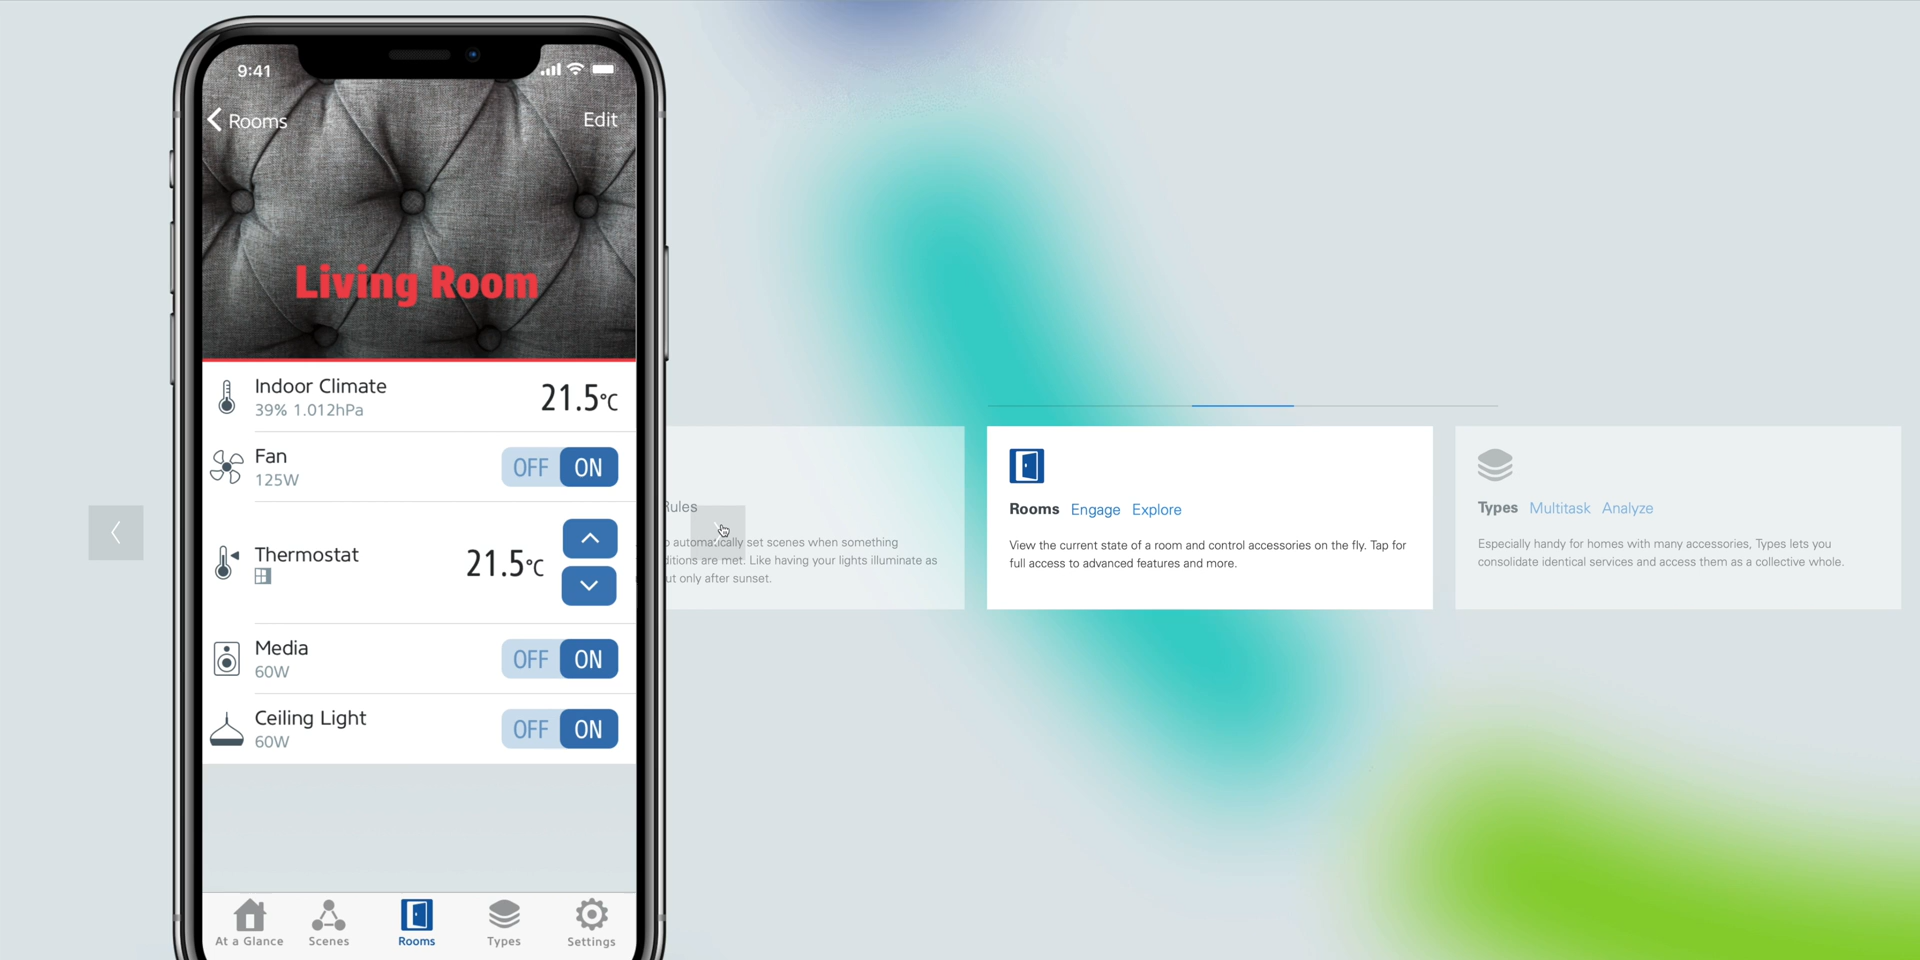 9:41
Rooms
Edit
Living Room
Indoor Climate
39% 1.012hPa
21.5°C
Fan
125W
OFF ON
Thermostat
21.5°C
Media
60W
OFF ON
Ceiling Light
60W
OFF ON
At a Glance
Scenes
Rooms
Types
Settings
Rules
automatically set scenes when something
ditions are met. Like having your lights illuminate as
ut only after sunset.
Rooms Engage Explore
View the current state of a room and control accessories on the fly. Tap for
full access to advanced features and more.
Types Multitask Analyze
Especially handy for homes with many accessories, Types lets you
consolidate identical services and access them as a collective whole.